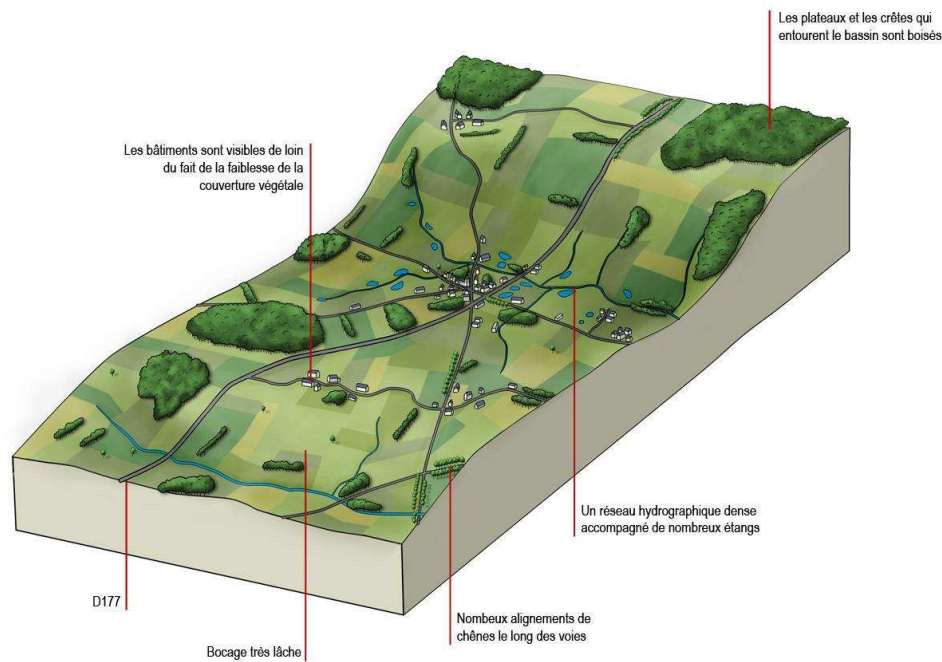 Les plateaux et les crêtes qui
entourent le bassin sont boisés
Les bâtiments sont visibles de loin
du fait de la faiblesse de la
couverture végétale
Un réseau hydrographique dense
accompagné de nombreux étangs
D177
Nombeux alignements de
chênes le long des voies
Bocage très lâche